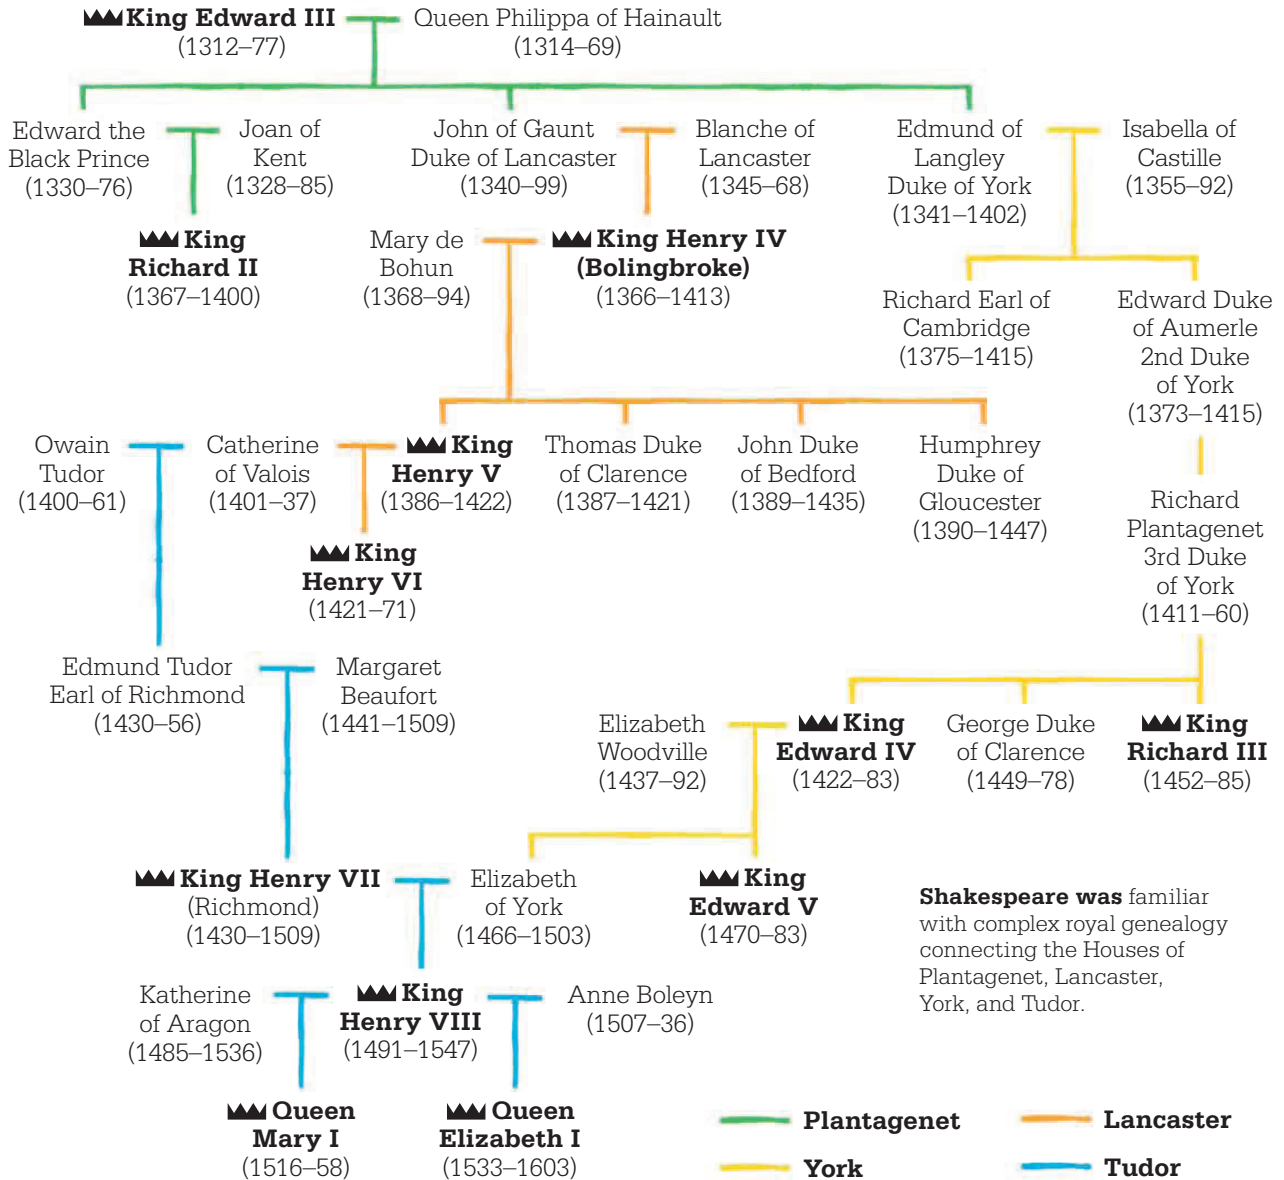 King Edward III
(1312–77)
Queen Philippa of Hainault
(1314–69)
Edward the
Black Prince
(1330–76)
Joan of
Kent
(1328–85)
John of Gaunt
Duke of Lancaster
(1340–99)
Blanche of
Lancaster
(1345–68)
Edmund of
Langley
Duke of York
(1341–1402)
Isabella of
Castille
(1355–92)
King
Richard II
(1367–1400)
Mary de
Bohun
(1368–94)
King Henry IV
(Bolingbroke)
(1366–1413)
Richard Earl of
Cambridge
(1375–1415)
Edward Duke
of Aumerle
2nd Duke
of York
(1373–1415)
Owain
Tudor
(1400–61)
Catherine
of Valois
(1401–37)
King
Henry V
(1386–1422)
Thomas Duke
of Clarence
(1387–1421)
John Duke
of Bedford
(1389–1435)
Humphrey
Duke of
Gloucester
(1390–1447)
Richard
Plantagenet
3rd Duke
of York
(1411–60)
King
Henry VI
(1421–71)
Edmund Tudor
Earl of Richmond
(1430–56)
Margaret
Beaufort
(1441–1509)
Elizabeth
Woodville
(1437–92)
King
Edward IV
(1422–83)
George Duke
of Clarence
(1449–78)
King
Richard III
(1452–85)
King Henry VII
(Richmond)
(1430–1509)
Elizabeth
of York
(1466–1503)
King
Edward V
(1470–83)
Shakespeare was familiar
with complex royal genealogy
connecting the Houses of
Plantagenet, Lancaster,
York, and Tudor.
Katherine
of Aragon
(1485–1536)
King
Henry VIII
(1491–1547)
Anne Boleyn
(1507–36)
Queen
Mary I
(1516–58)
Queen
Elizabeth I
(1533–1603)
Plantagenet
Lancaster
York
Tudor